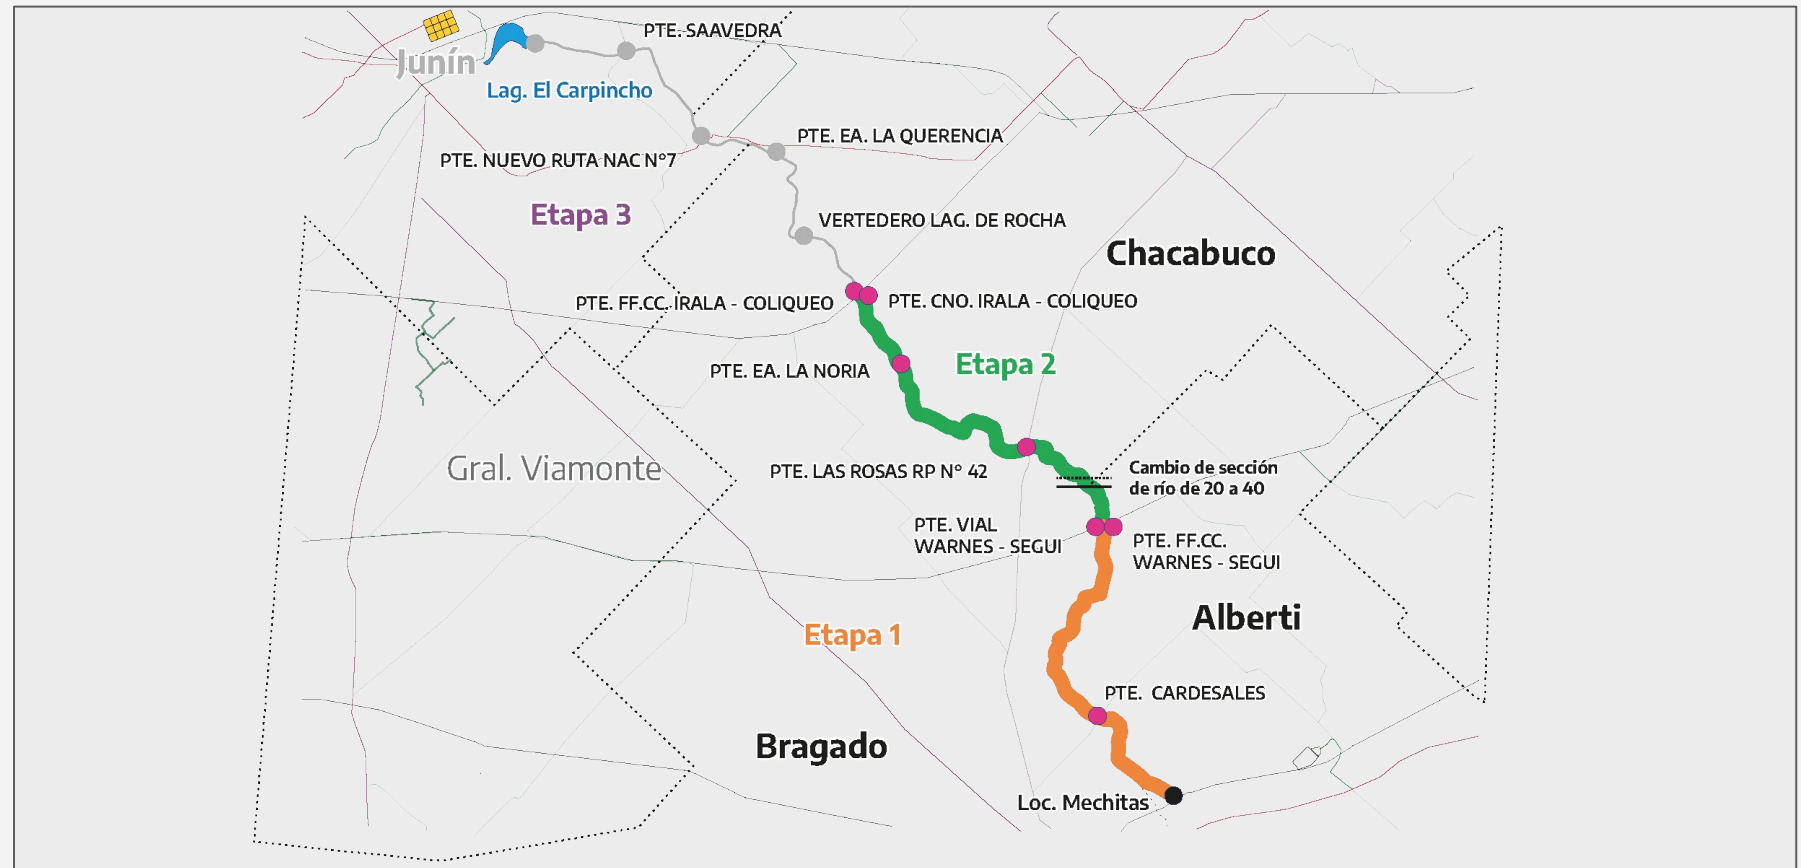 PTE. SAAVEDRA
Junín
Lag. El Carpincho
PTE. EA. LA QUERENCIA
PTE. NUEVO RUTA NAC N°7
Etapa 3
VERTEDERO LAG. DE ROCHA
Chacabuco
PTE. FF.CC. IRALA - COLIQUEO
PTE. CNO. IRALA - COLIQUEO
PTE. EA. LA NORIA
Etapa 2
Gral. Viamonte
PTE. LAS ROSAS RP N° 42
Cambio de sección
de río de 20 a 40
PTE. VIAL
WARNES - SEGUI
PTE. FF.CC.
WARNES - SEGUI
Alberti
Etapa 1
PTE. CARDESALES
Bragado
Loc. Mechitas